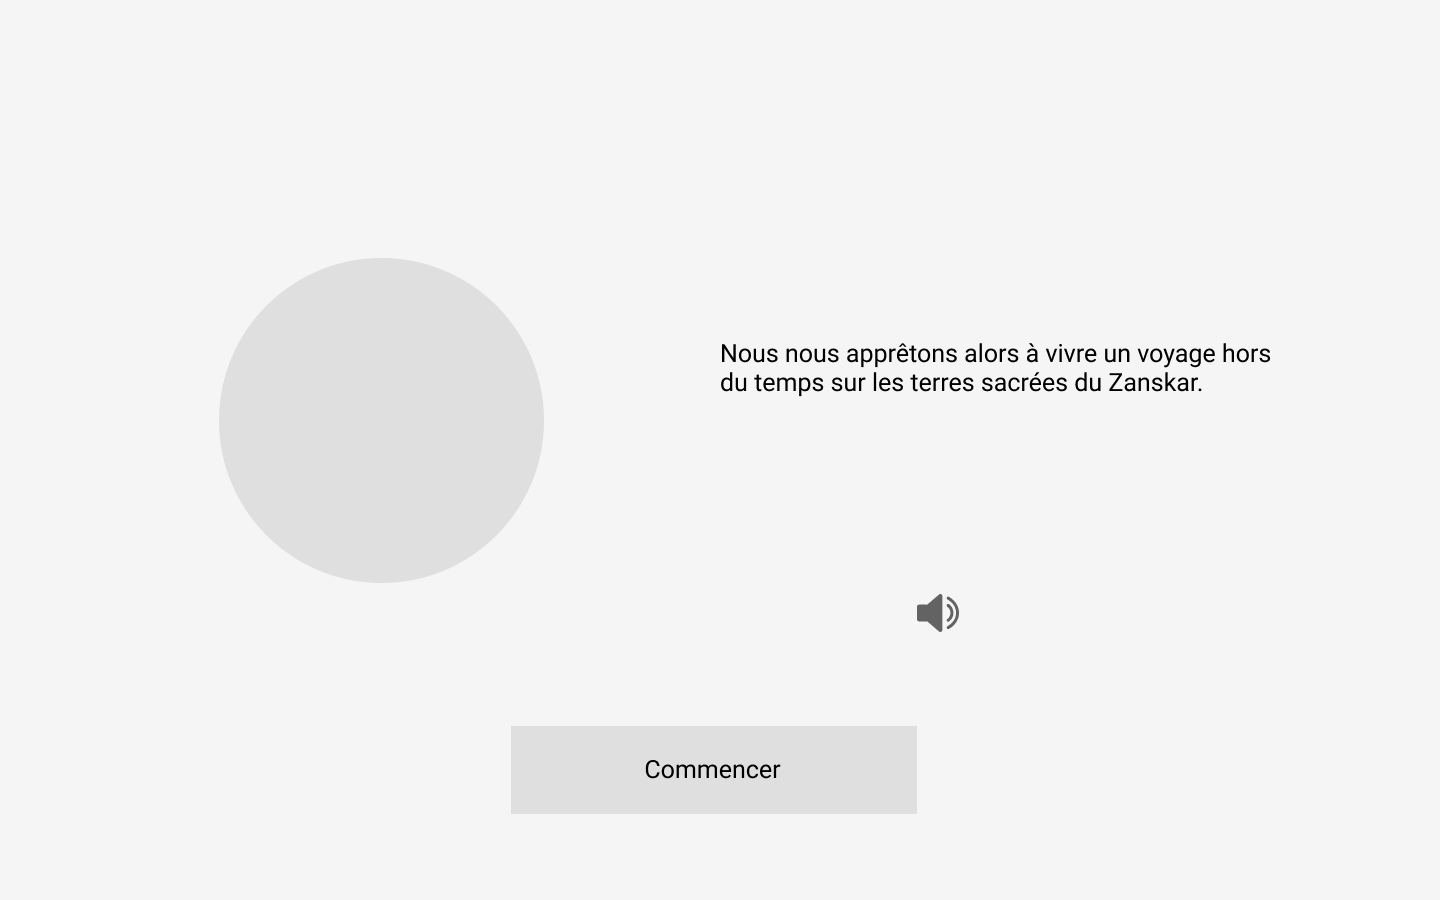 Nous nous apprêtons alors à vivre un voyage hors
du temps sur les terres sacrées du Zanskar.
Commencer